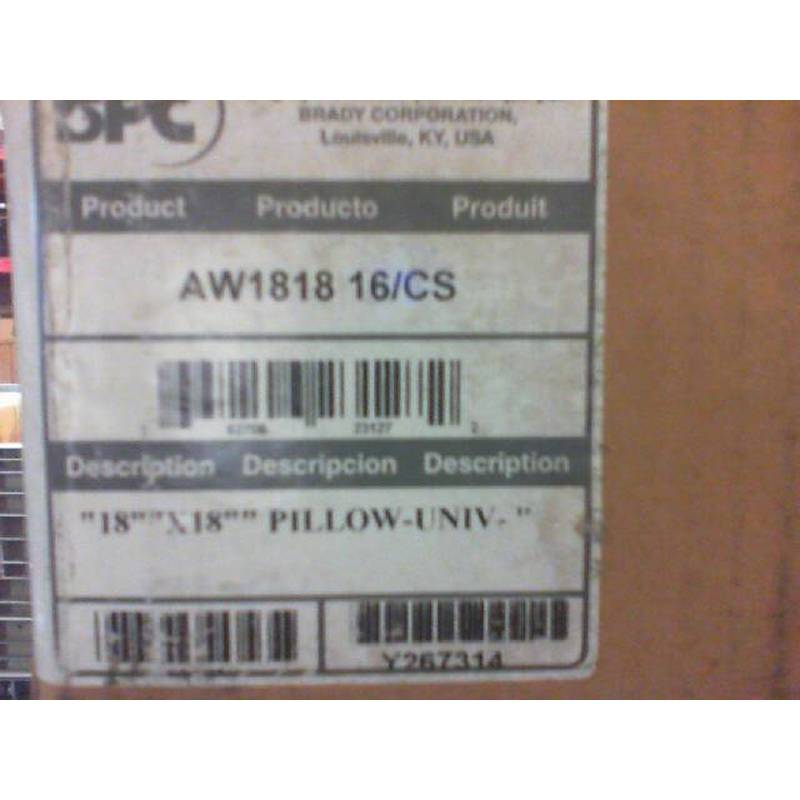 SPC
BRADY CORPORATION,
Louisville, KY, USA
Product Producto Produit
AW1818 16/CS
23127
Description Descripcion Description
"18""X18"" PILLOW-UNIV- "
Y267314